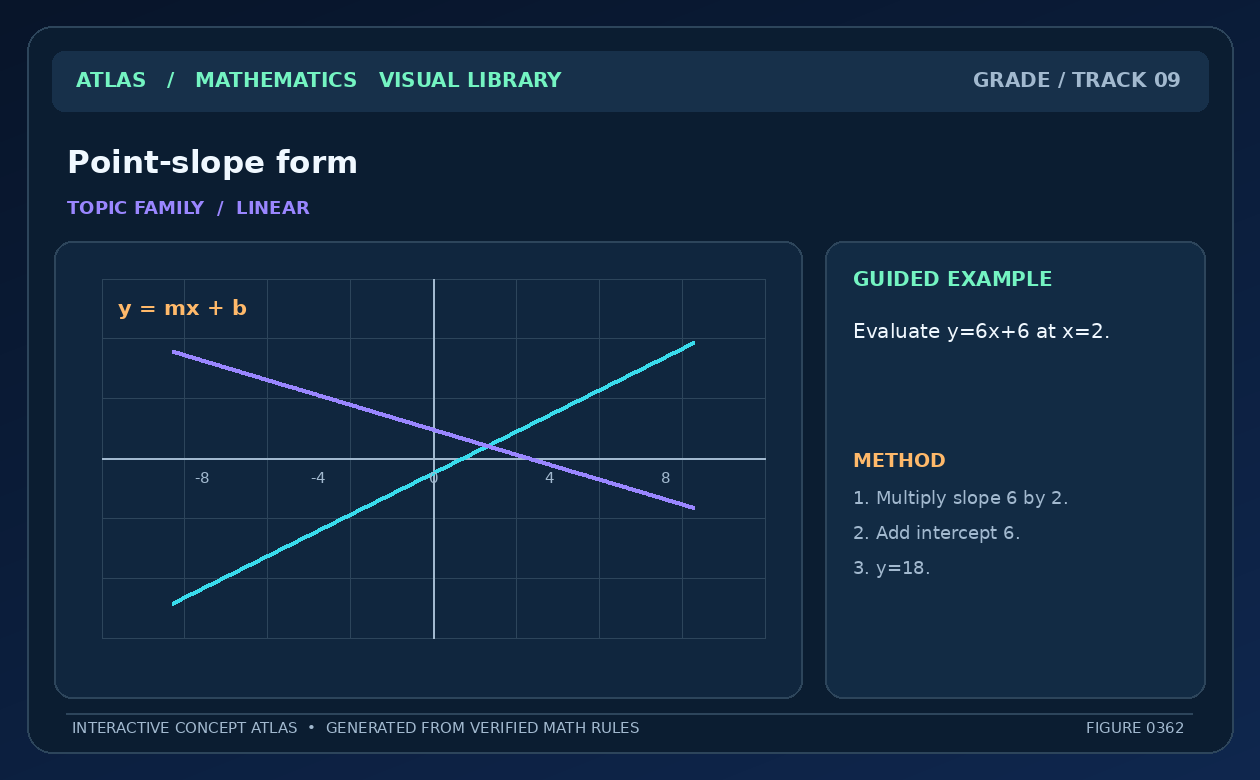 ATLAS / MATHEMATICS VISUAL LIBRARY
GRADE / TRACK 09
Point-slope form
TOPIC FAMILY / LINEAR
y = mx + b
-8 -4 0 4 8
GUIDED EXAMPLE
Evaluate y=6x+6 at x=2.
METHOD
1. Multiply slope 6 by 2.
2. Add intercept 6.
3. y=18.
INTERACTIVE CONCEPT ATLAS • GENERATED FROM VERIFIED MATH RULES
FIGURE 0362